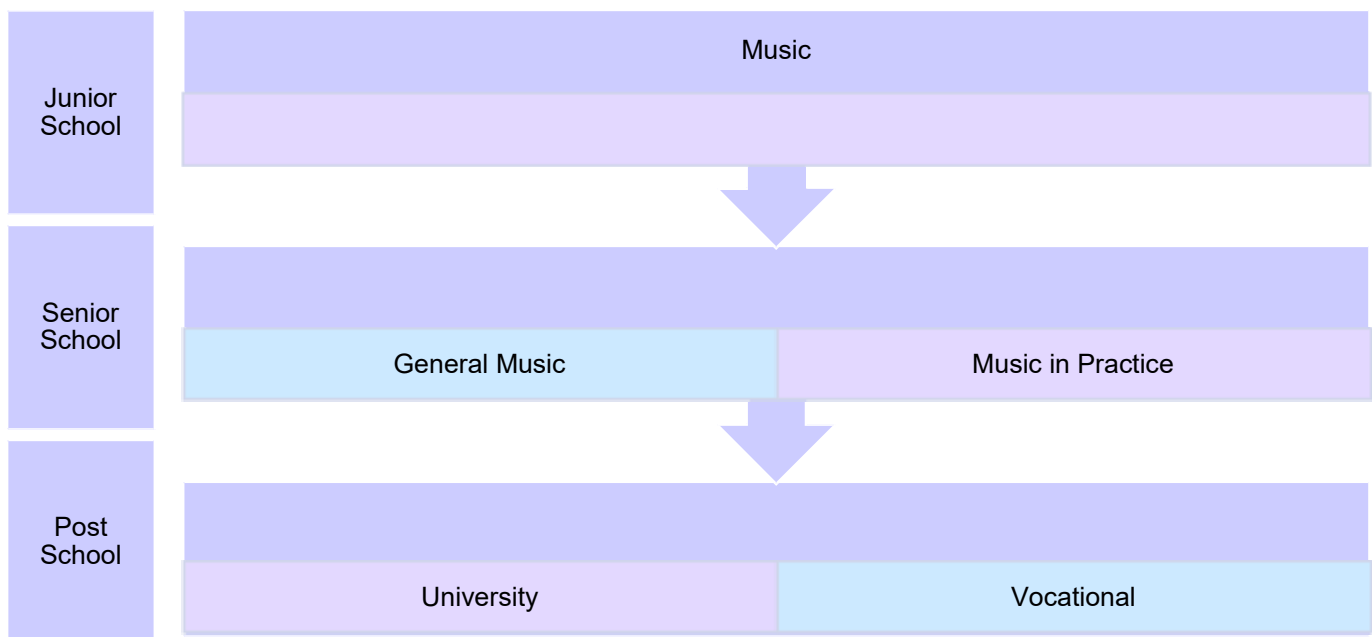 Junior
School
Music
Senior
School
General Music
Music in Practice
Post
School
University
Vocational